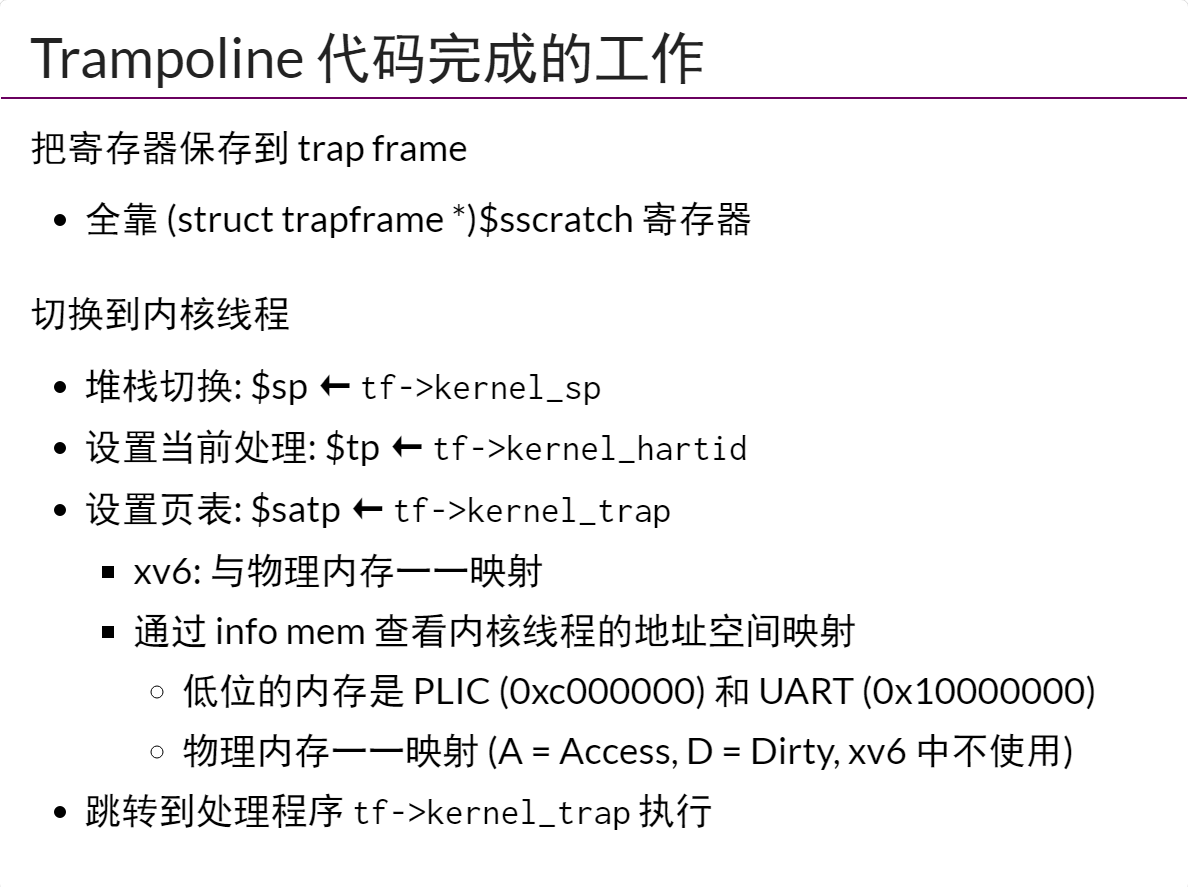 Trampoline 代码完成的工作
把寄存器保存到 trap frame
• 全靠 (struct trapframe *)$sscratch 寄存器
切换到内核线程
• 堆栈切换: $sp ← tf->kernel_sp
• 设置当前处理: $tp ← tf->kernel_hartid
• 设置页表: $satp ← tf->kernel_trap
▪ xv6: 与物理内存一一映射
▪ 通过 info mem 查看内核线程的地址空间映射
○ 低位的内存是 PLIC (0xc000000) 和 UART (0x10000000)
○ 物理内存一一映射 (A = Access, D = Dirty, xv6 中不使用)
• 跳转到处理程序 tf->kernel_trap 执行